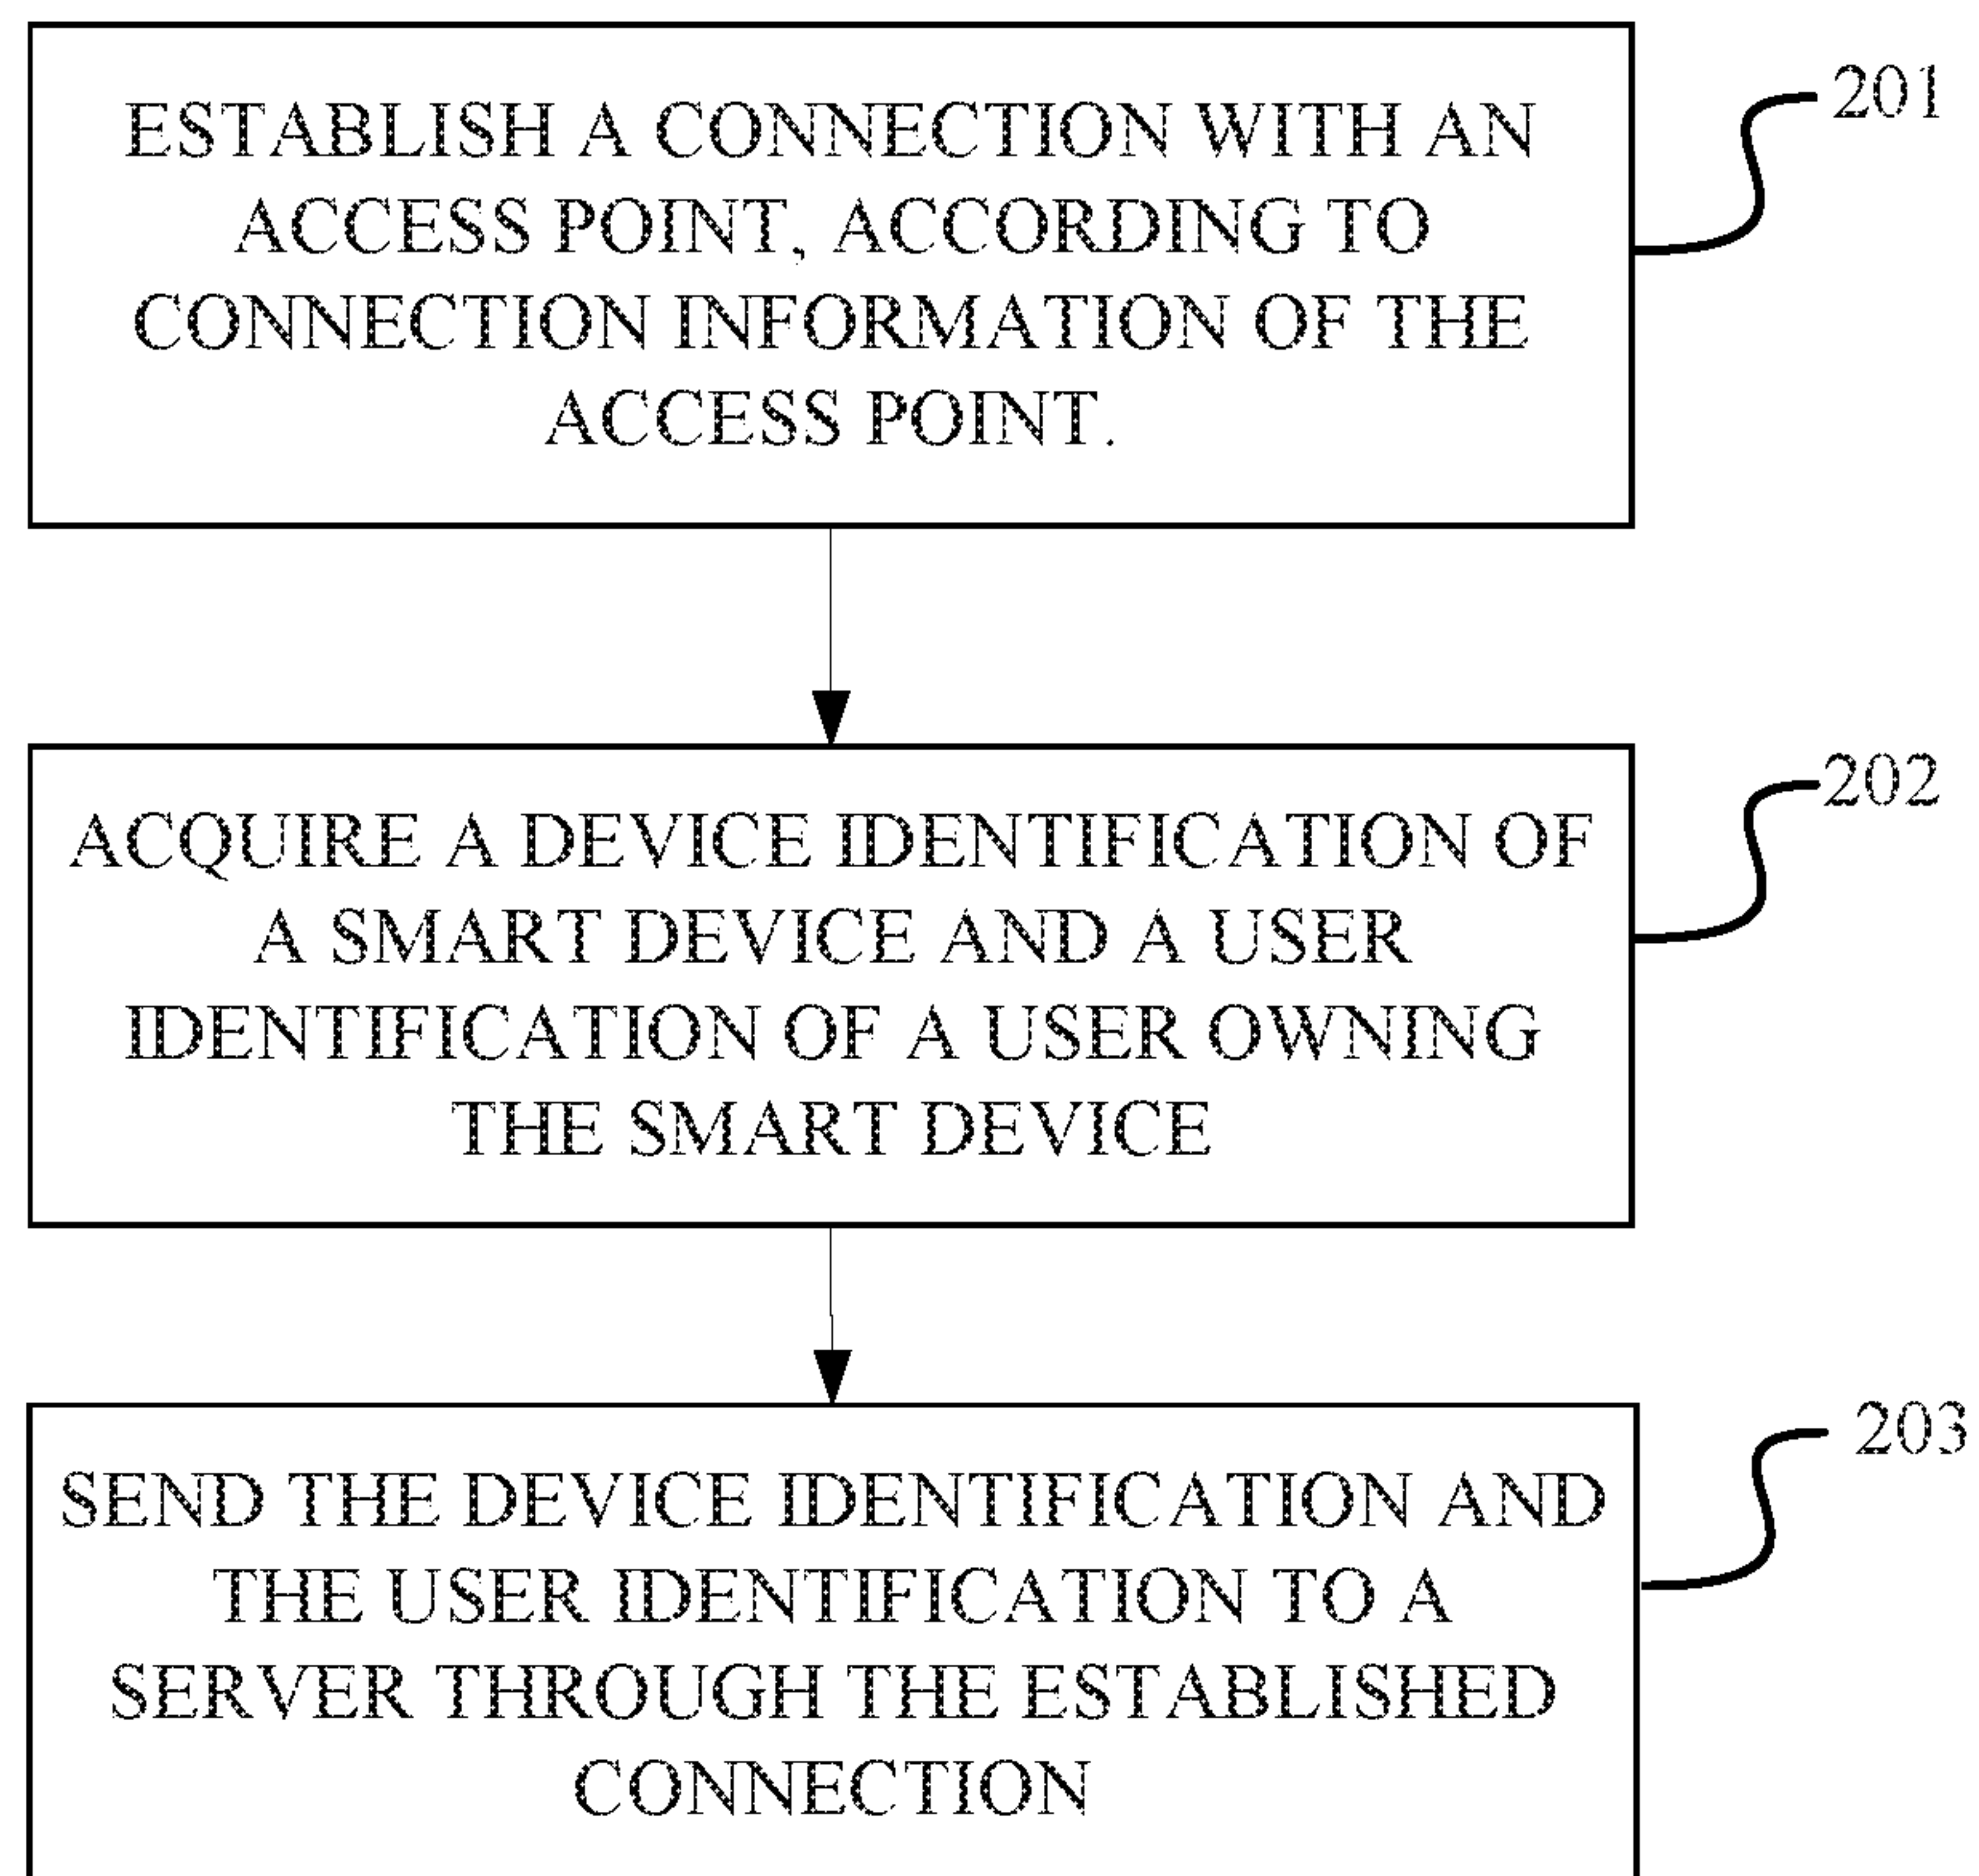 ESTABLISH A CONNECTION WITH AN
ACCESS POINT, ACCORDING TO
CONNECTION INFORMATION OF THE
ACCESS POINT.
201
ACQUIRE A DEVICE IDENTIFICATION OF
A SMART DEVICE AND A USER
IDENTIFICATION OF A USER OWNING
THE SMART DEVICE
202
SEND THE DEVICE IDENTIFICATION AND
THE USER IDENTIFICATION TO A
SERVER THROUGH THE ESTABLISHED
CONNECTION
203